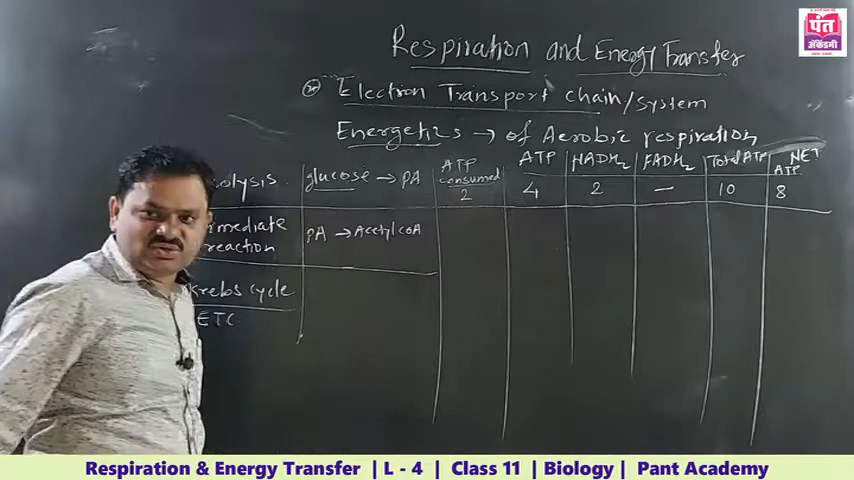 पंत
अ‍ॅकॅडमी
Respiration and Energy Transfer
Electron Transport chain/system
Energetics → of Aerobic respiration
olysis glucose → PA ATP consumed 2 ATP 4 NADH2 2 FADH2 — Total ATP 10 NET ATP 8
rmediate reaction PA → Acetyl coA
Krebs cycle
ETC
Respiration & Energy Transfer | L - 4 | Class 11 | Biology | Pant Academy